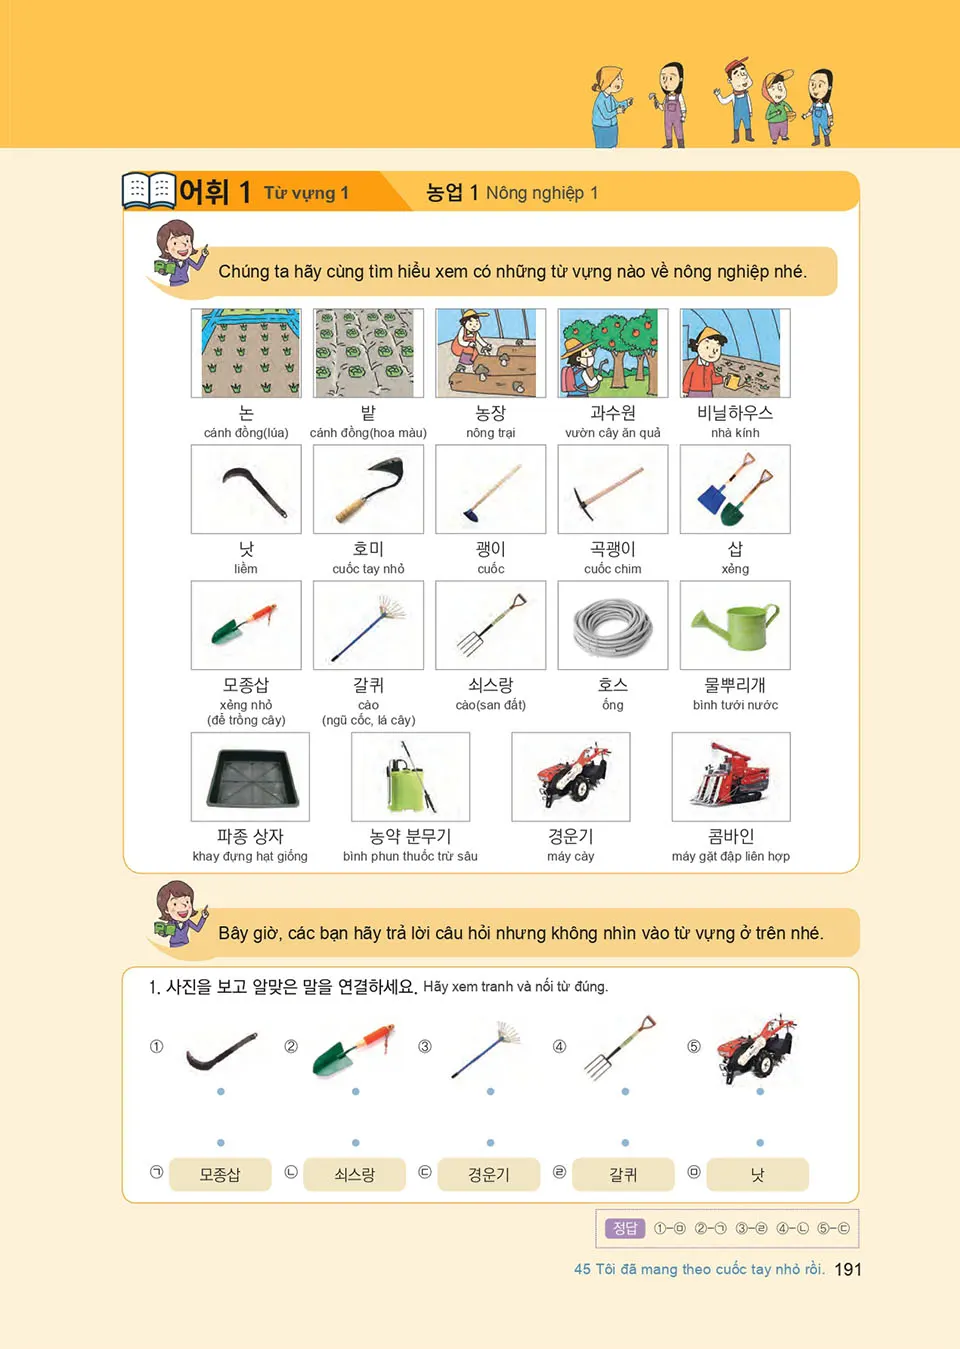 어휘 1 Từ vựng 1 농업 1 Nông nghiệp 1
Chúng ta hãy cùng tìm hiểu xem có những từ vựng nào về nông nghiệp nhé.
논 밭 농장 과수원 비닐하우스
cánh đồng(lúa) cánh đồng(hoa màu) nông trại vườn cây ăn quả nhà kính
낫 호미 괭이 곡괭이 삽
liềm cuốc tay nhỏ cuốc cuốc chim xẻng
모종삽 갈퀴 쇠스랑 호스 물뿌리개
xẻng nhỏ cào cào(san đất) ống bình tưới nước
(để trồng cây) (ngũ cốc, lá cây)
파종 상자 농약 분무기 경운기 콤바인
khay đựng hạt giống bình phun thuốc trừ sâu máy cày máy gặt đập liên hợp
Bây giờ, các bạn hãy trả lời câu hỏi nhưng không nhìn vào từ vựng ở trên nhé.
1. 사진을 보고 알맞은 말을 연결하세요. Hãy xem tranh và nối từ đúng.
① ② ③ ④ ⑤
㉠ 모종삽 ㉡ 쇠스랑 ㉢ 경운기 ㉣ 갈퀴 ㉤ 낫
정답 ①-㉤ ②-㉠ ③-㉣ ④-㉡ ⑤-㉢
45 Tôi đã mang theo cuốc tay nhỏ rồi. 191